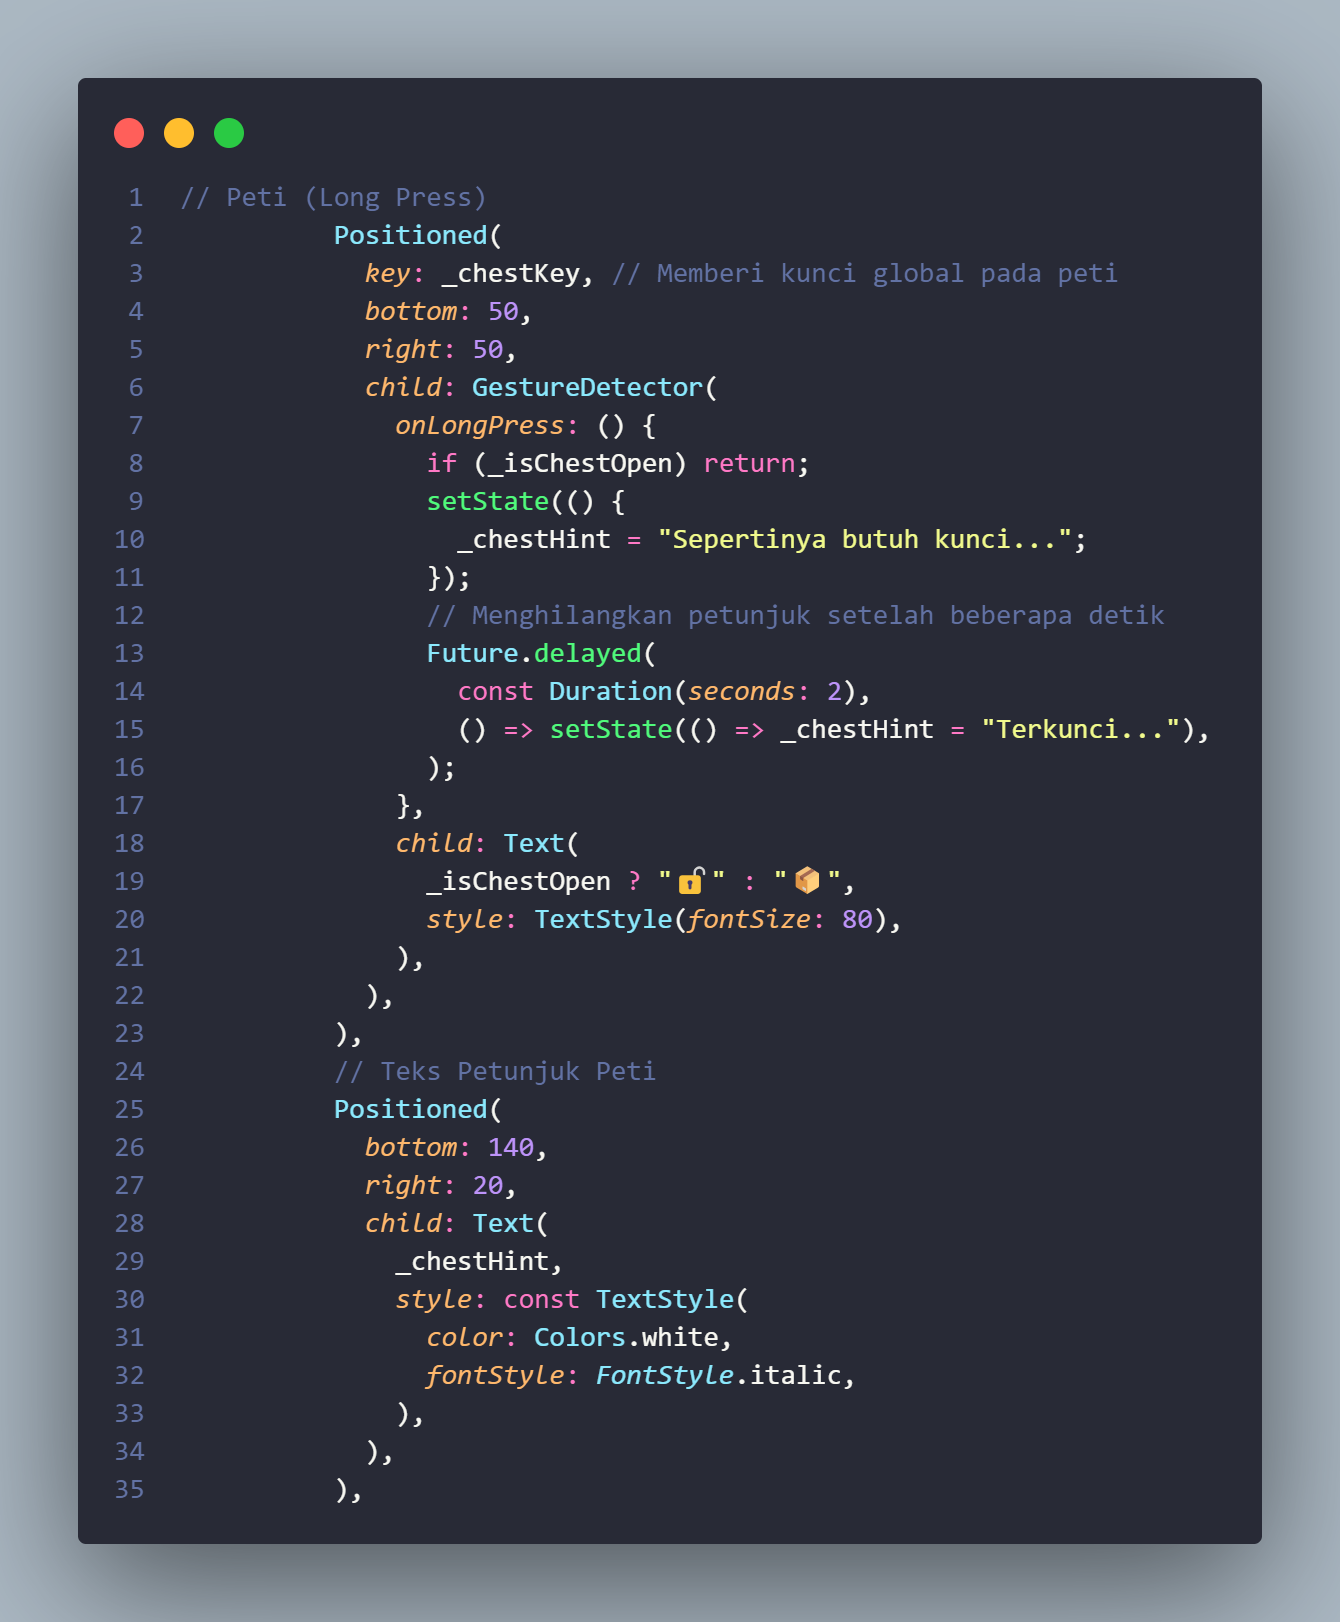 1 // Peti (Long Press)
2 Positioned(
3 key: _chestKey, // Memberi kunci global pada peti
4 bottom: 50,
5 right: 50,
6 child: GestureDetector(
7 onLongPress: () {
8 if (_isChestOpen) return;
9 setState(() {
10 _chestHint = "Sepertinya butuh kunci...";
11 });
12 // Menghilangkan petunjuk setelah beberapa detik
13 Future.delayed(
14 const Duration(seconds: 2),
15 () => setState(() => _chestHint = "Terkunci..."),
16 );
17 },
18 child: Text(
19 _isChestOpen ? "🔓" : "📦",
20 style: TextStyle(fontSize: 80),
21 ),
22 ),
23 ),
24 // Teks Petunjuk Peti
25 Positioned(
26 bottom: 140,
27 right: 20,
28 child: Text(
29 _chestHint,
30 style: const TextStyle(
31 color: Colors.white,
32 fontStyle: FontStyle.italic,
33 ),
34 ),
35 ),